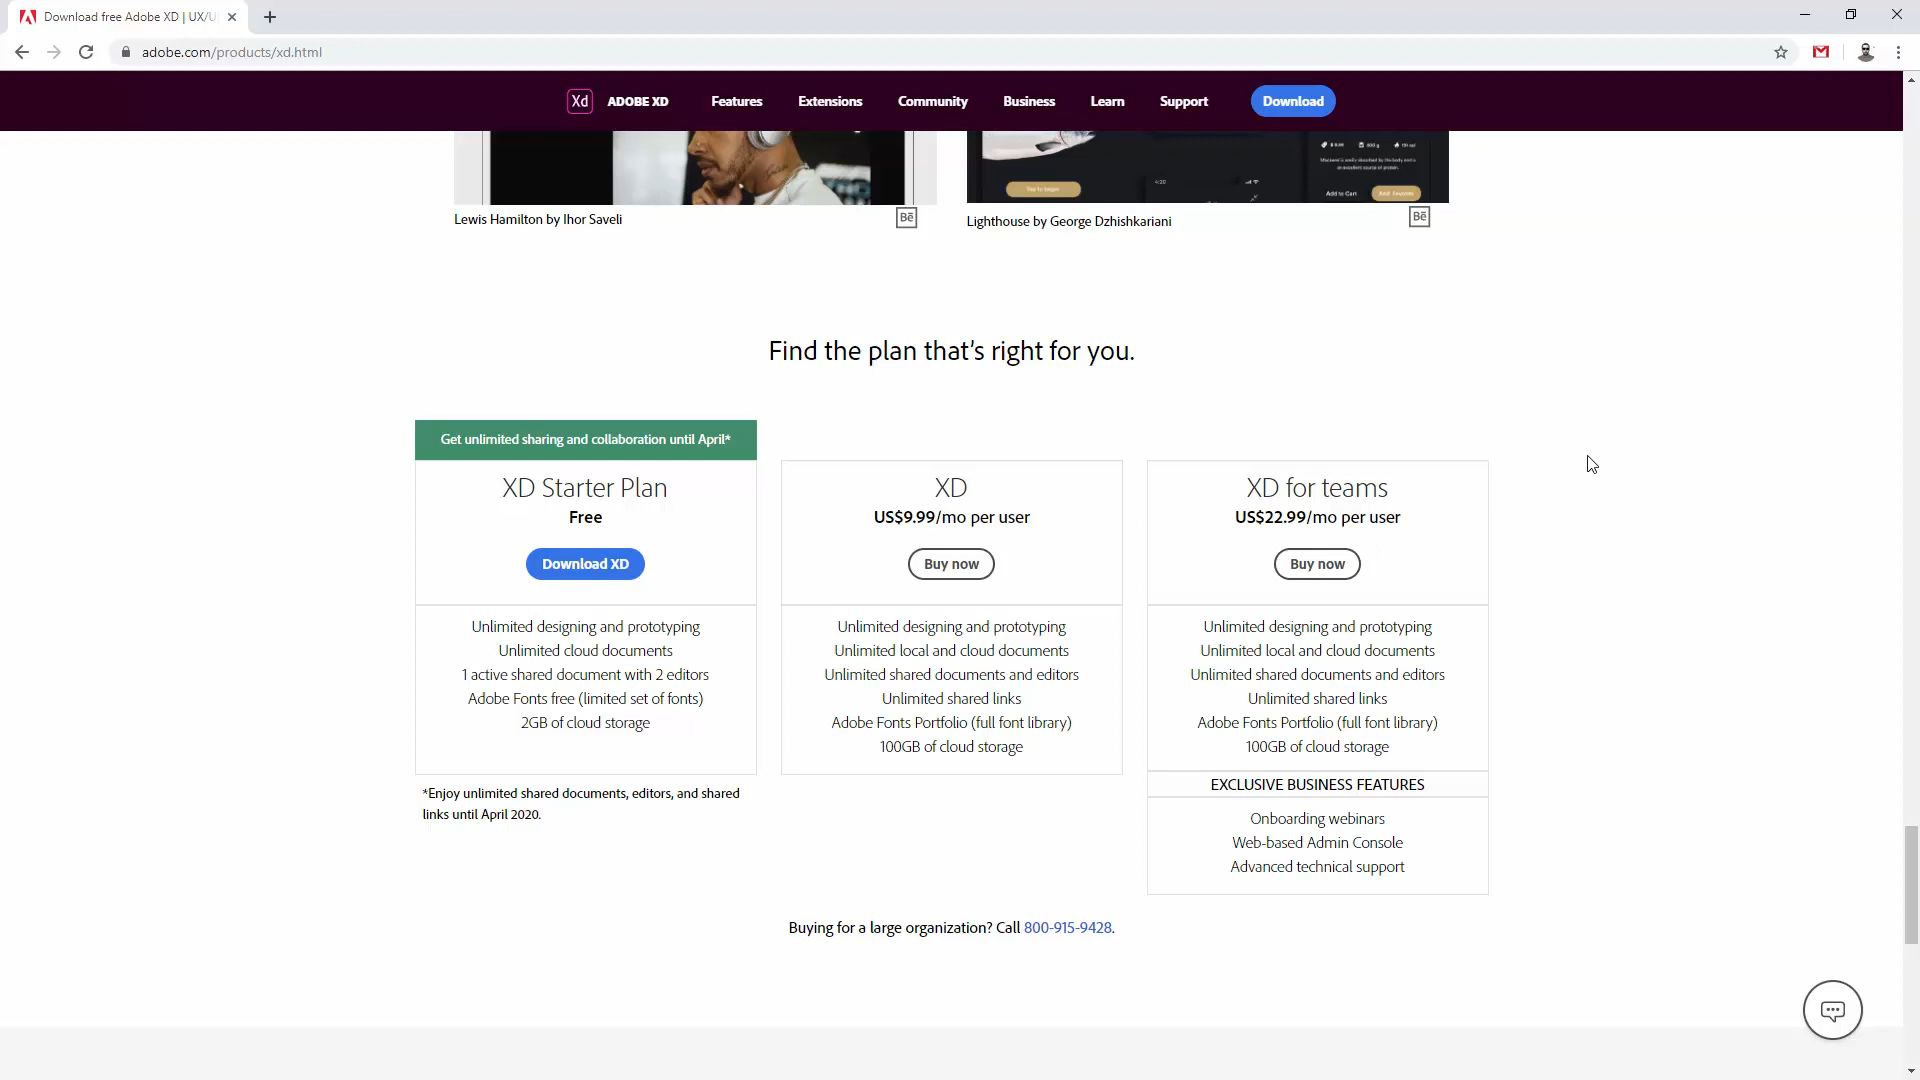 Download free Adobe XD | UX/U
adobe.com/products/xd.html
Xd ADOBE XD Features Extensions Community Business Learn Support Download
4:20
Add to Cart
Lewis Hamilton by Ihor Saveli Bē
Lighthouse by George Dzhishkariani Bē
Find the plan that’s right for you.
Get unlimited sharing and collaboration until April*
XD Starter Plan
Free
Download XD
Unlimited designing and prototyping
Unlimited cloud documents
1 active shared document with 2 editors
Adobe Fonts free (limited set of fonts)
2GB of cloud storage
*Enjoy unlimited shared documents, editors, and shared
links until April 2020.
XD
US$9.99/mo per user
Buy now
Unlimited designing and prototyping
Unlimited local and cloud documents
Unlimited shared documents and editors
Unlimited shared links
Adobe Fonts Portfolio (full font library)
100GB of cloud storage
XD for teams
US$22.99/mo per user
Buy now
Unlimited designing and prototyping
Unlimited local and cloud documents
Unlimited shared documents and editors
Unlimited shared links
Adobe Fonts Portfolio (full font library)
100GB of cloud storage
EXCLUSIVE BUSINESS FEATURES
Onboarding webinars
Web-based Admin Console
Advanced technical support
Buying for a large organization? Call 800-915-9428.